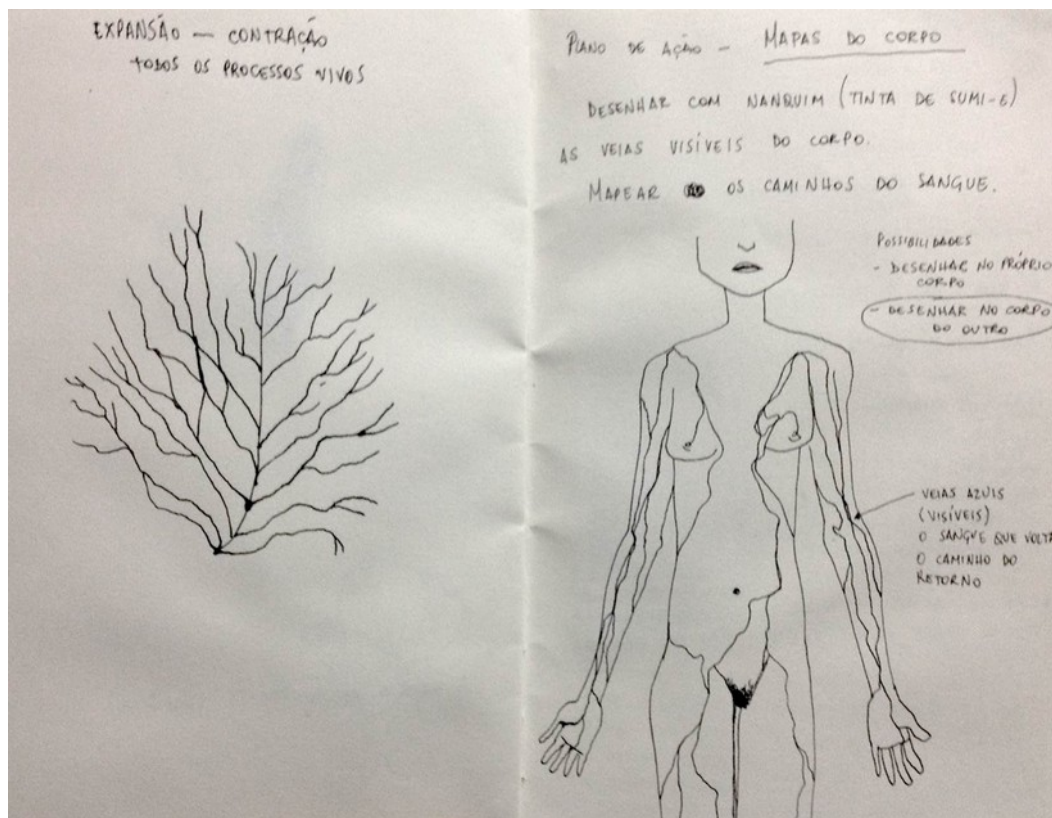 EXPANSÃO — CONTRAÇÃO
TODOS OS PROCESSOS VIVOS
PLANO DE AÇÃO — MAPAS DO CORPO
DESENHAR COM NANQUIM (TINTA DE SUMI-E)
AS VEIAS VISÍVEIS DO CORPO.
MAPEAR OS CAMINHOS DO SANGUE.
POSSIBILIDADES
- DESENHAR NO PRÓPRIO
CORPO
- DESENHAR NO CORPO
DO OUTRO
VEIAS AZUIS
(VISÍVEIS)
O SANGUE QUE VOLTA
O CAMINHO DO
RETORNO